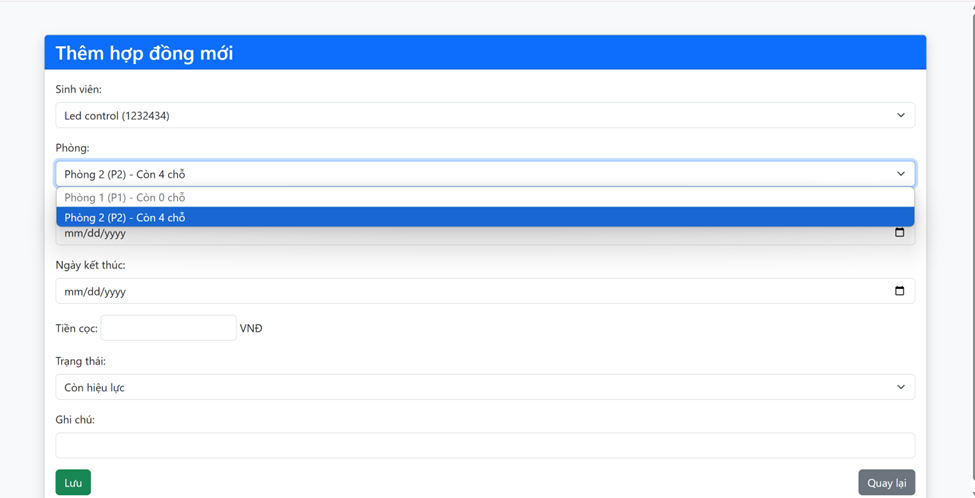 Thêm hợp đồng mới
Sinh viên:
Led control (1232434)
Phòng:
Phòng 2 (P2) - Còn 4 chỗ
Phòng 1 (P1) - Còn 0 chỗ
Phòng 2 (P2) - Còn 4 chỗ
mm/dd/yyyy
Ngày kết thúc:
mm/dd/yyyy
Tiền cọc: VNĐ
Trạng thái:
Còn hiệu lực
Ghi chú:
Lưu Quay lại